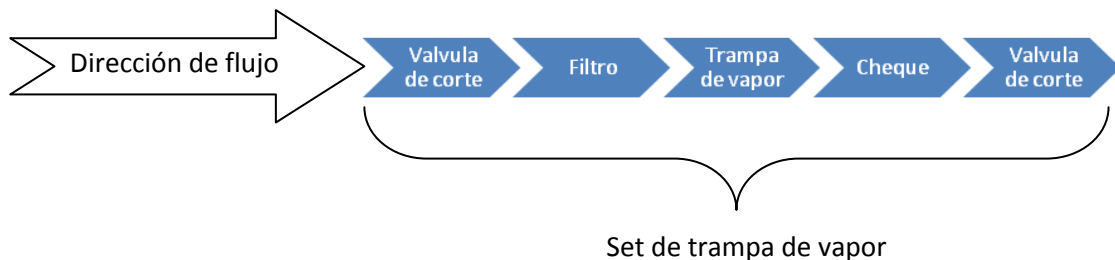 Dirección de flujo
Valvula
de corte
Filtro
Trampa
de vapor
Cheque
Valvula
de corte
Set de trampa de vapor